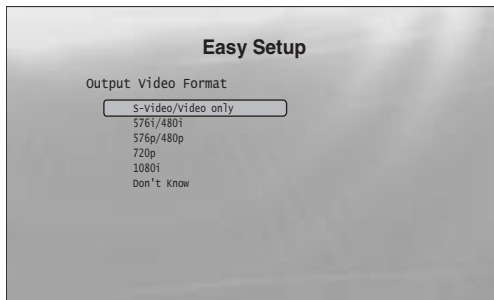 Easy Setup
Output Video Format
S-Video/Video only
576i/480i
576p/480p
720p
1080i
Don't Know